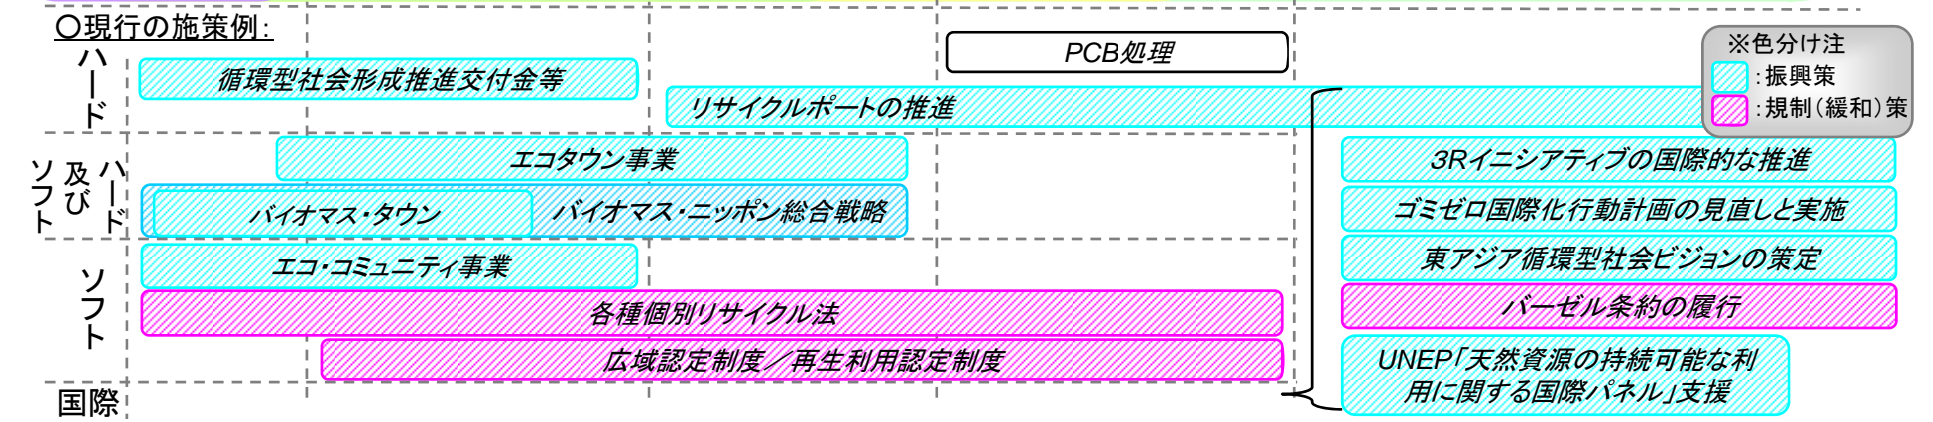 〇現行の施策例:
ハード
循環型社会形成推進交付金等
PCB処理
リサイクルポートの推進
※色分け注
:振興策
:規制(緩和)策
ハード及びソフト
エコタウン事業
バイオマス・タウン
バイオマス・ニッポン総合戦略
ソフト
エコ・コミュニティ事業
各種個別リサイクル法
広域認定制度/再生利用認定制度
国際
3Rイニシアティブの国際的な推進
ゴミゼロ国際化行動計画の見直しと実施
東アジア循環型社会ビジョンの策定
バーゼル条約の履行
UNEP「天然資源の持続可能な利
用に関する国際パネル」支援